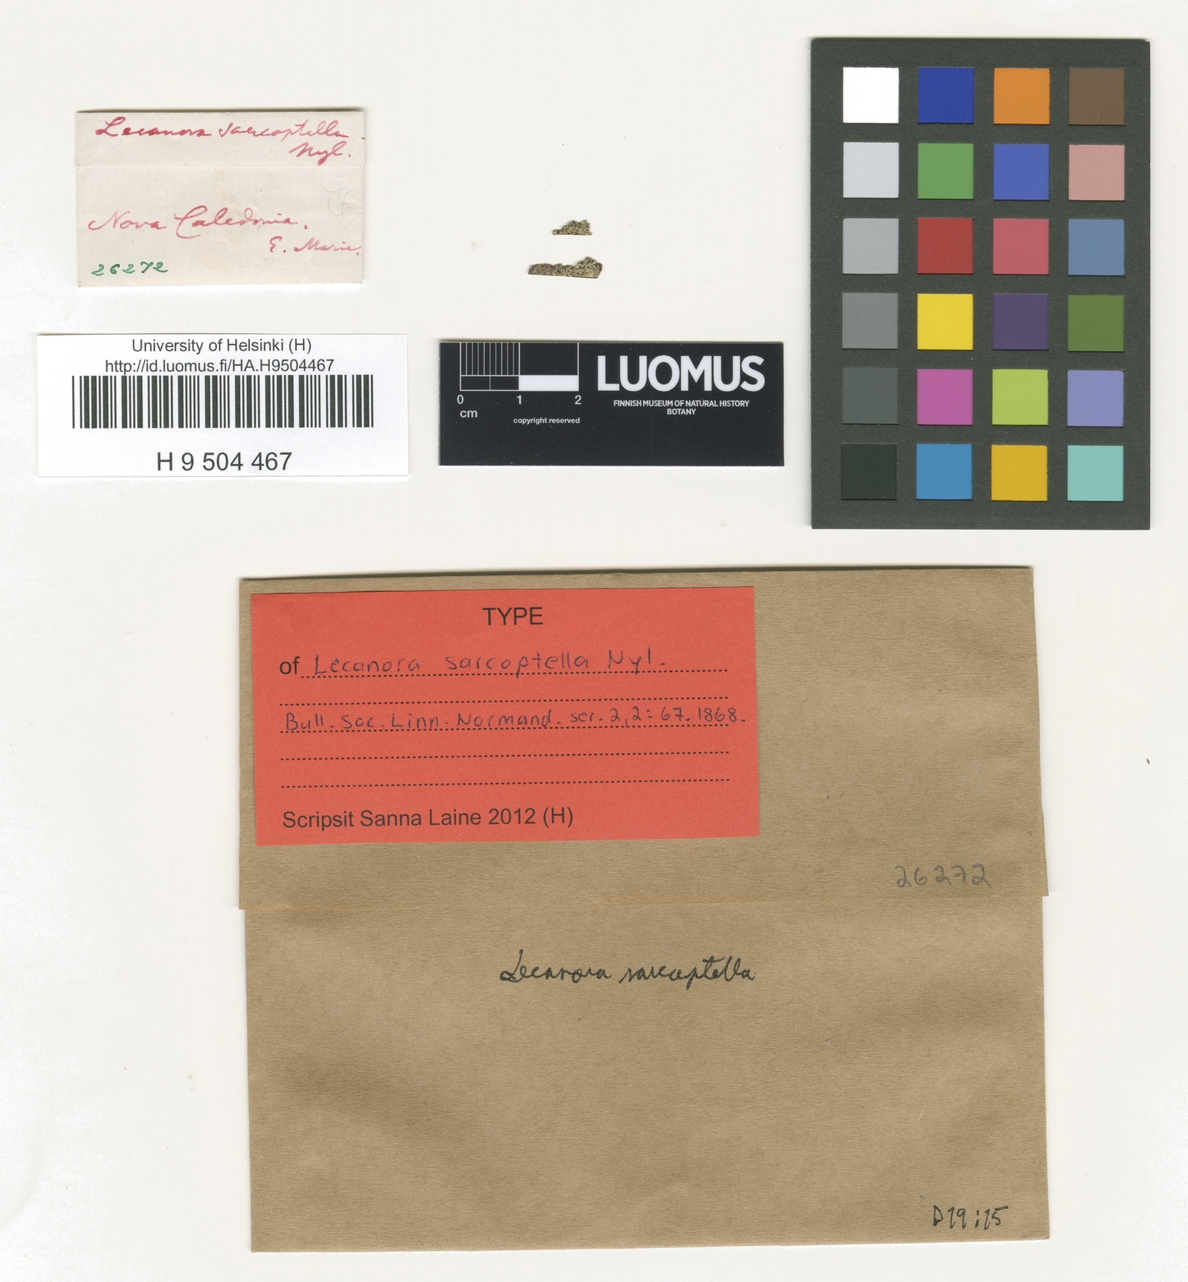 Lecanora sarcoptella
Nyl.
Nova Caledonia.
E. Marie.
26272
University of Helsinki (H)
http://id.luomus.fi/HA.H9504467
H 9 504 467
0 1 2
cm
copyright reserved
LUOMUS
FINNISH MUSEUM OF NATURAL HISTORY
BOTANY
TYPE
of Lecanora sarcoptella Nyl.
Bull. Soc. Linn. Normand. ser. 2, 2: 67. 1868.
Scripsit Sanna Laine 2012 (H)
26272
Lecanora sarcoptella